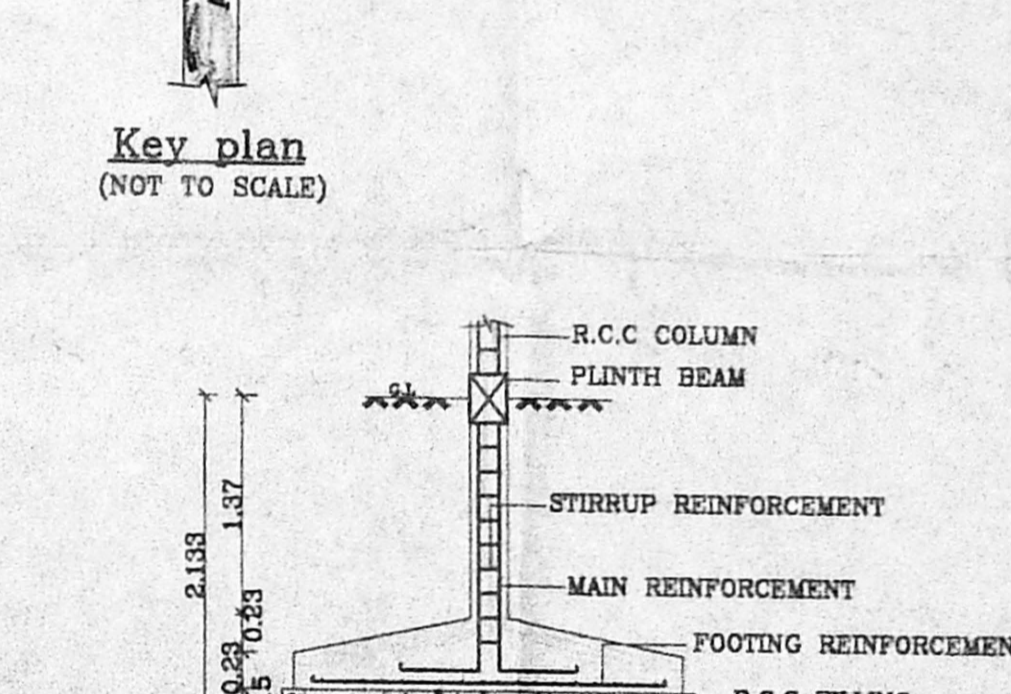 Key plan
(NOT TO SCALE)
R.C.C COLUMN
PLINTH BEAM
G.L
STIRRUP REINFORCEMENT
1.37
2.133
MAIN REINFORCEMENT
0.23
FOOTING REINFORCEMEN
0.23
5